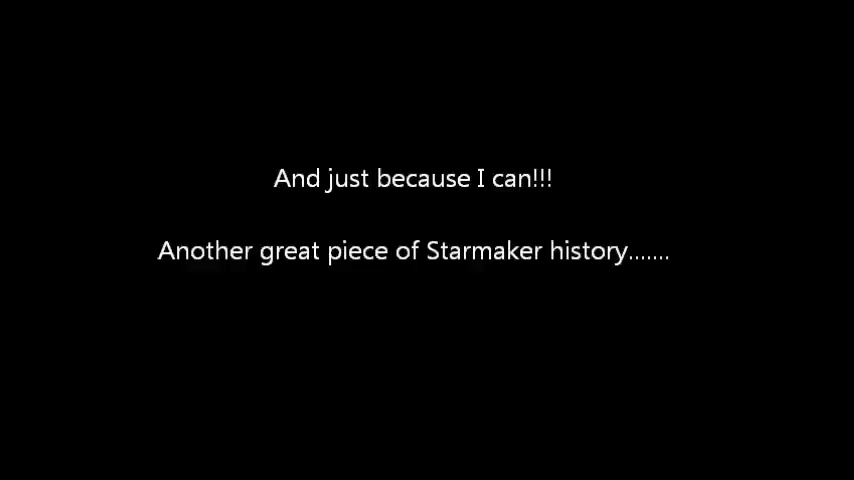 And just because I can!!!
Another great piece of Starmaker history.......